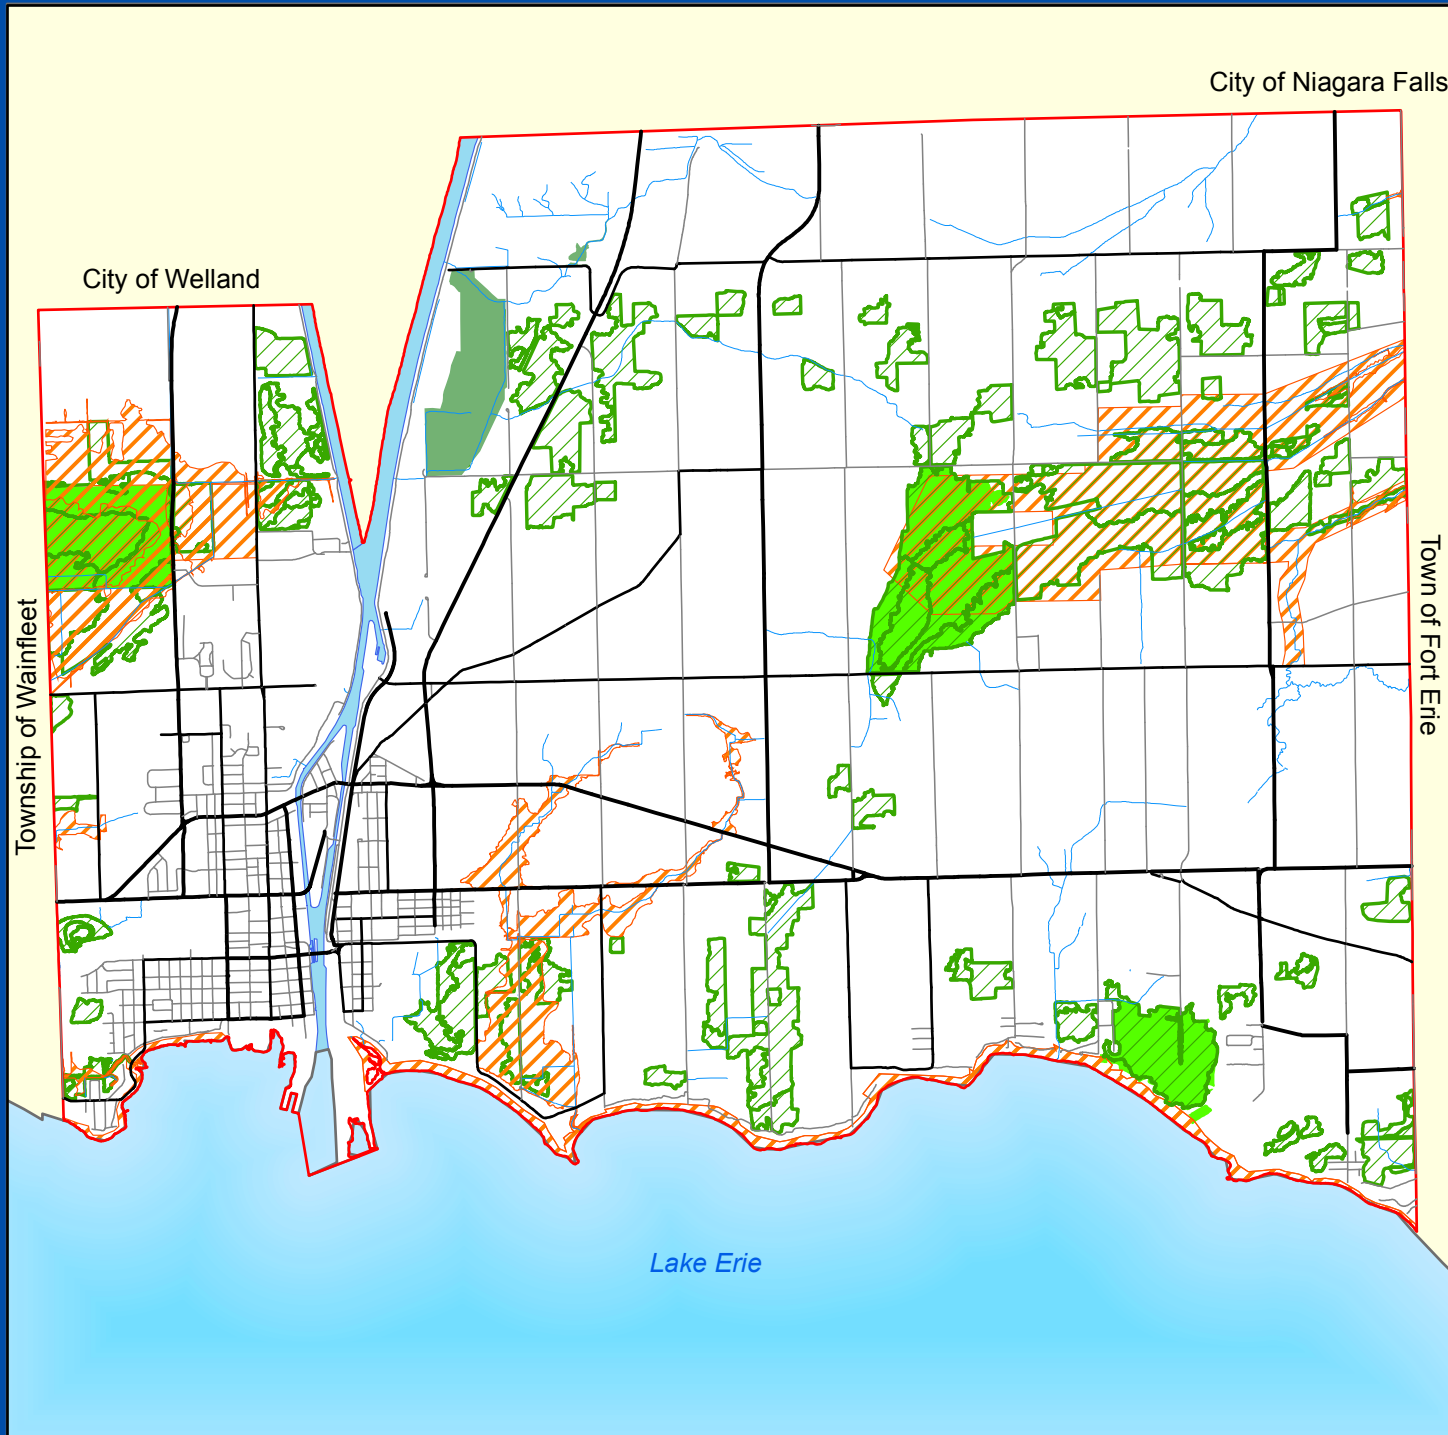 City of Niagara Falls
City of Welland
Township of Wainfleet
Town of Fort Erie
Lake Erie